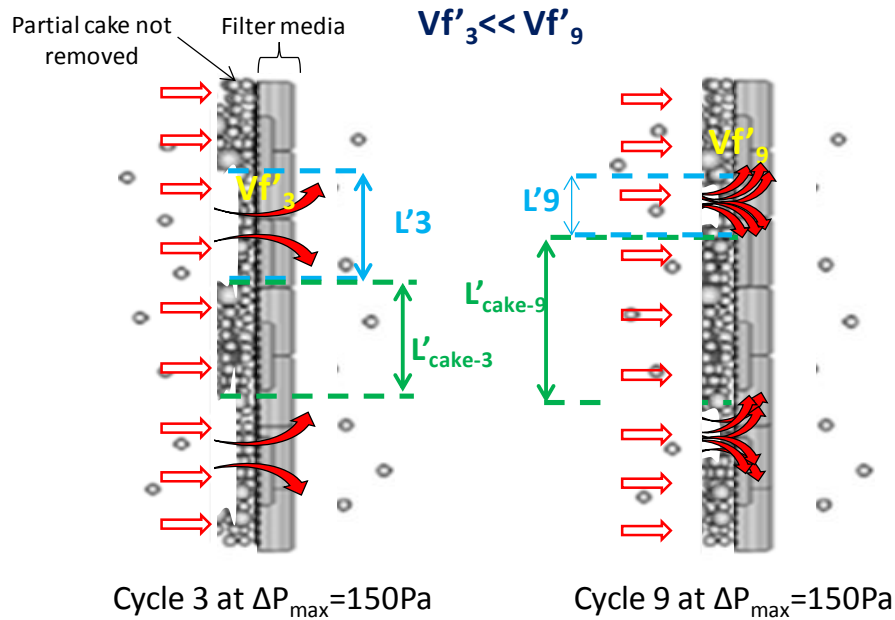 Partial cake not
removed
Filter media
Vf'₃<< Vf'₉
Vf'₃
L'3
L'cake-3
Vf'₉
L'9
L'cake-9
Cycle 3 at ΔPmax=150Pa
Cycle 9 at ΔPmax=150Pa